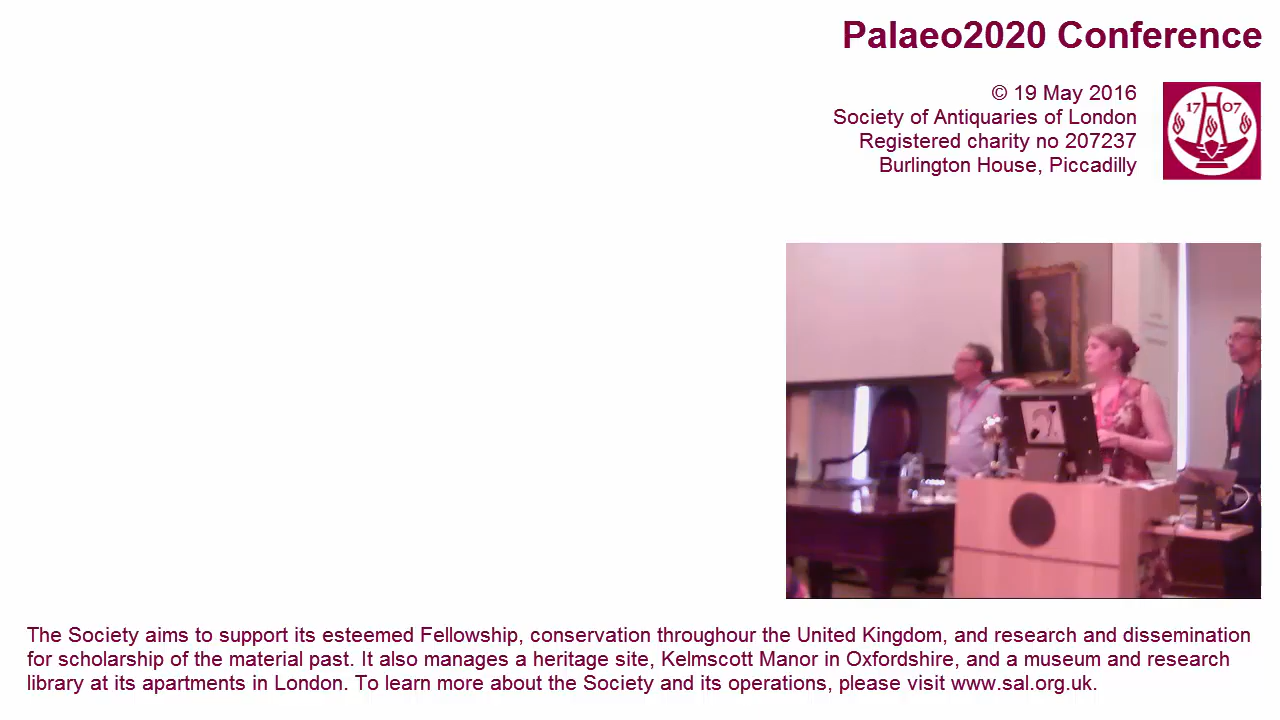 Palaeo2020 Conference
© 19 May 2016
Society of Antiquaries of London
Registered charity no 207237
Burlington House, Piccadilly
17 07
The Society aims to support its esteemed Fellowship, conservation throughour the United Kingdom, and research and dissemination
for scholarship of the material past. It also manages a heritage site, Kelmscott Manor in Oxfordshire, and a museum and research
library at its apartments in London. To learn more about the Society and its operations, please visit www.sal.org.uk.